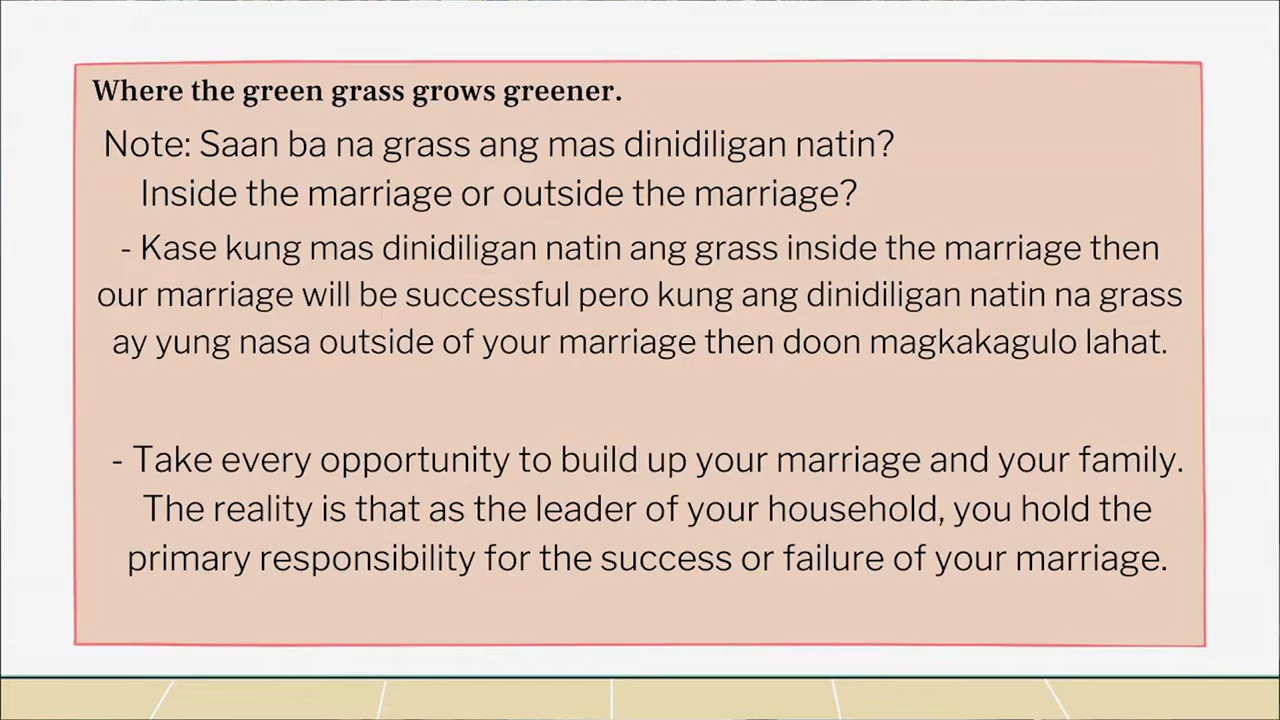 Where the green grass grows greener.
Note: Saan ba na grass ang mas dinidiligan natin?
Inside the marriage or outside the marriage?
- Kase kung mas dinidiligan natin ang grass inside the marriage then
our marriage will be successful pero kung ang dinidiligan natin na grass
ay yung nasa outside of your marriage then doon magkakagulo lahat.
- Take every opportunity to build up your marriage and your family.
The reality is that as the leader of your household, you hold the
primary responsibility for the success or failure of your marriage.